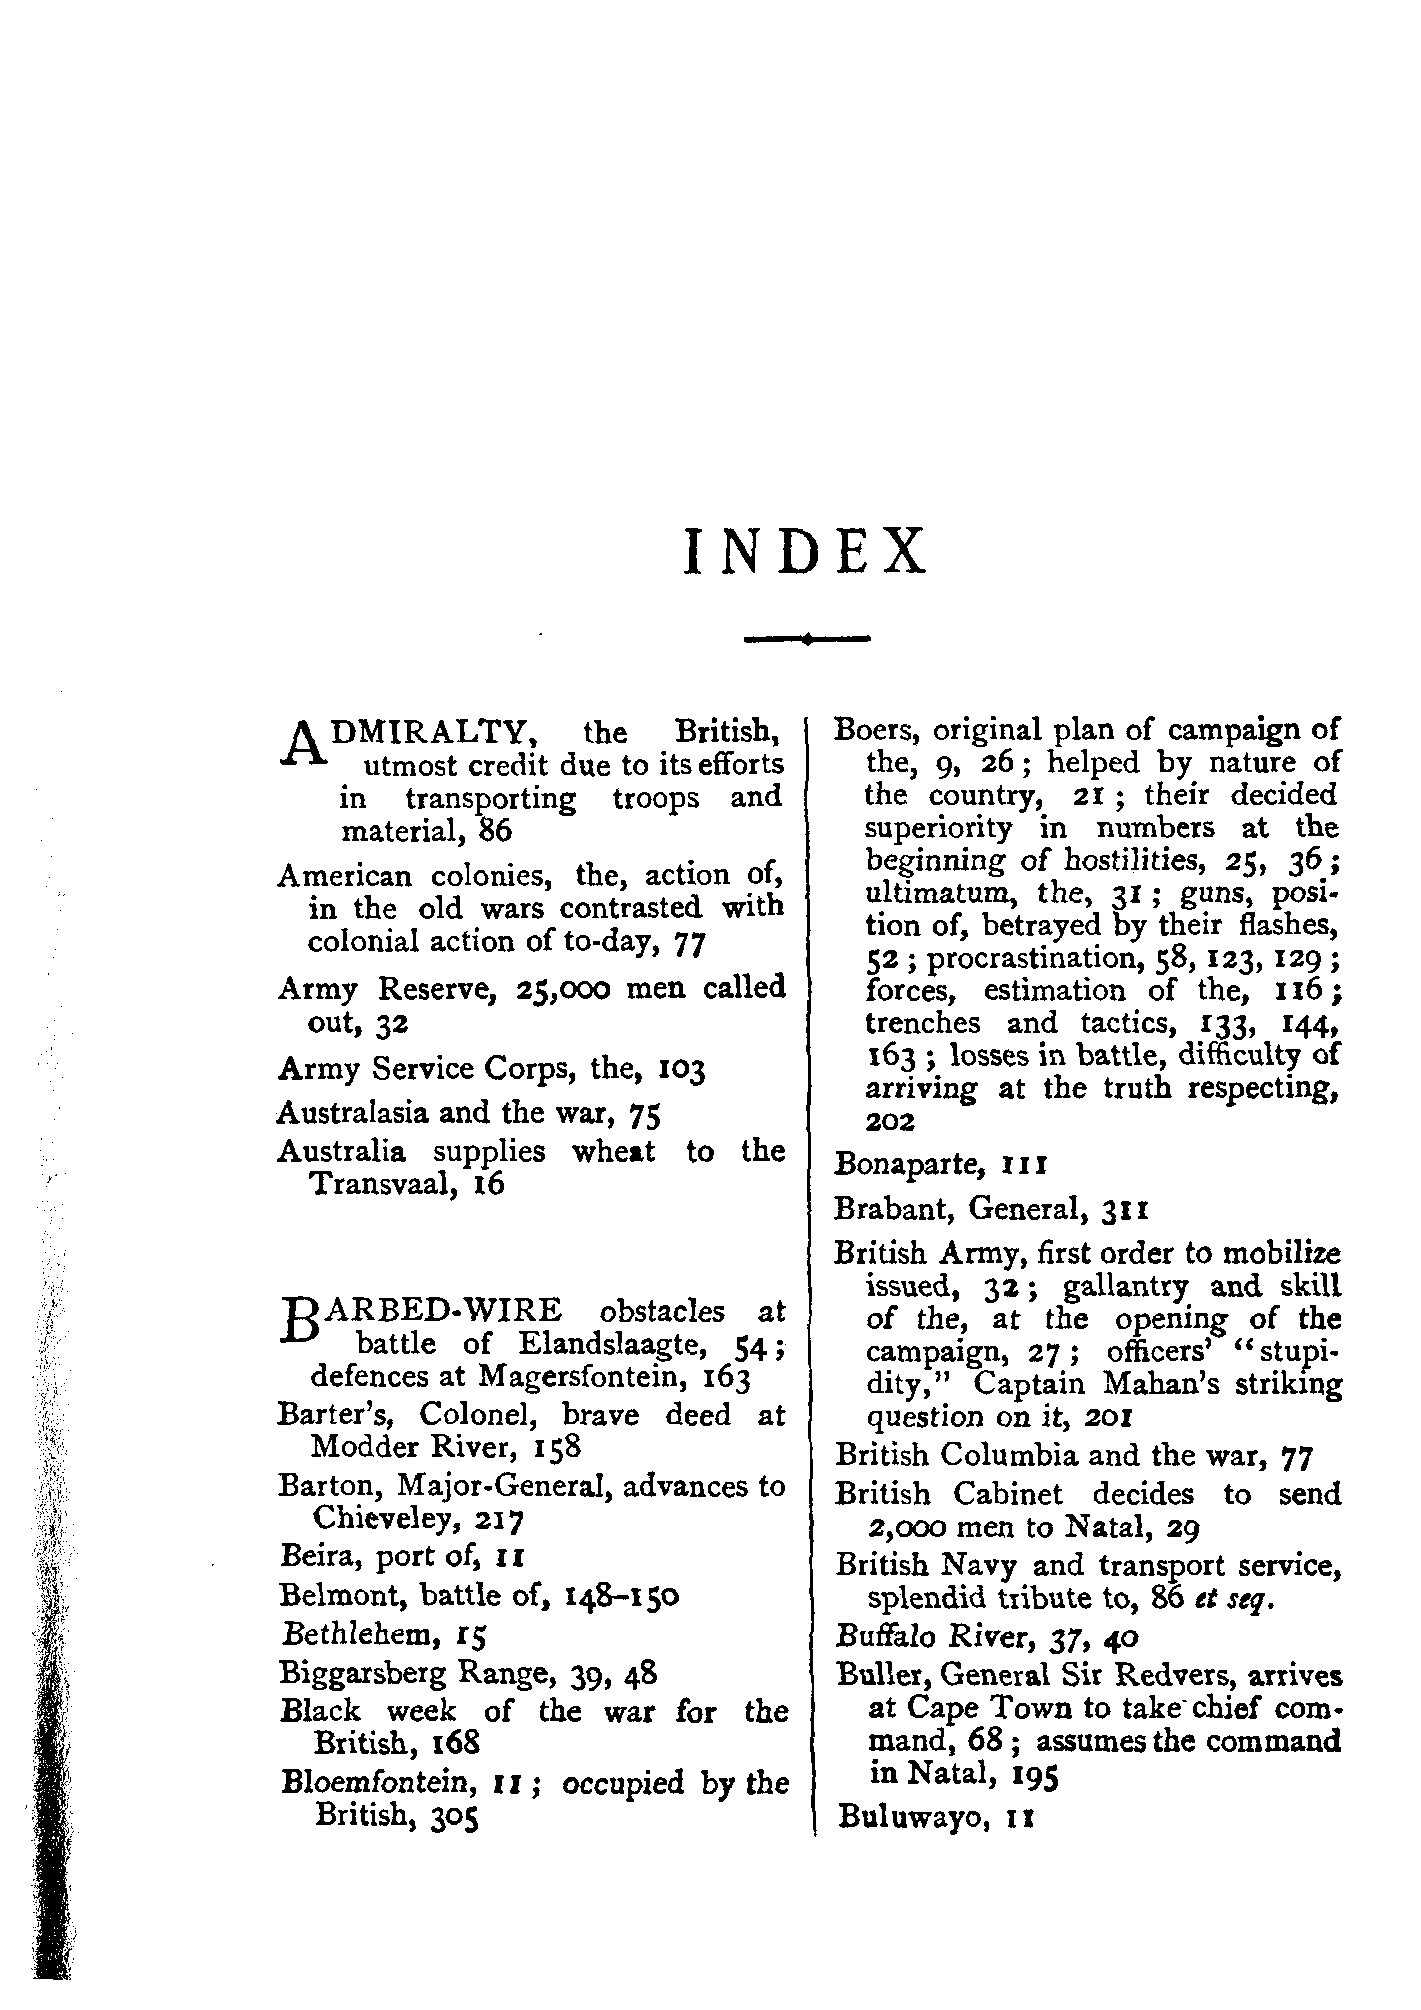 INDEX
ADMIRALTY, the British,
utmost credit due to its efforts
in transporting troops and
material, 86
American colonies, the, action of,
in the old wars contrasted with
colonial action of to-day, 77
Army Reserve, 25,000 men called
out, 32
Army Service Corps, the, 103
Australasia and the war, 75
Australia supplies wheat to the
Transvaal, 16
BARBED-WIRE obstacles at
battle of Elandslaagte, 54;
defences at Magersfontein, 163
Barter's, Colonel, brave deed at
Modder River, 158
Barton, Major-General, advances to
Chieveley, 217
Beira, port of, 11
Belmont, battle of, 148–150
Bethlehem, 15
Biggarsberg Range, 39, 48
Black week of the war for the
British, 168
Bloemfontein, 11; occupied by the
British, 305
Boers, original plan of campaign of
the, 9, 26; helped by nature of
the country, 21; their decided
superiority in numbers at the
beginning of hostilities, 25, 36;
ultimatum, the, 31; guns, posi-
tion of, betrayed by their flashes,
52; procrastination, 58, 123, 129;
forces, estimation of the, 116;
trenches and tactics, 133, 144,
163; losses in battle, difficulty of
arriving at the truth respecting,
202
Bonaparte, 111
Brabant, General, 311
British Army, first order to mobilize
issued, 32; gallantry and skill
of the, at the opening of the
campaign, 27; officers' "stupi-
dity," Captain Mahan's striking
question on it, 201
British Columbia and the war, 77
British Cabinet decides to send
2,000 men to Natal, 29
British Navy and transport service,
splendid tribute to, 86 et seq.
Buffalo River, 37, 40
Buller, General Sir Redvers, arrives
at Cape Town to take chief com-
mand, 68; assumes the command
in Natal, 195
Buluwayo, 11